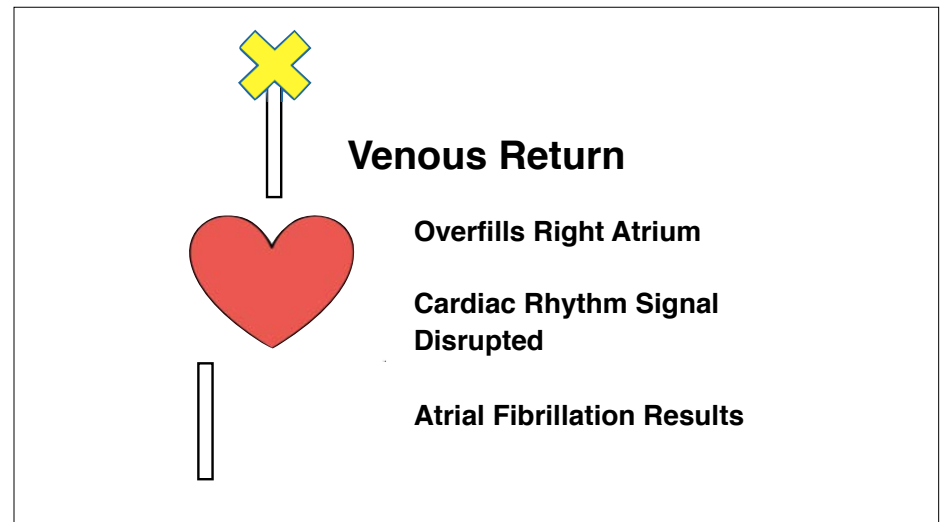 Venous Return
Overfills Right Atrium
Cardiac Rhythm Signal
Disrupted
Atrial Fibrillation Results